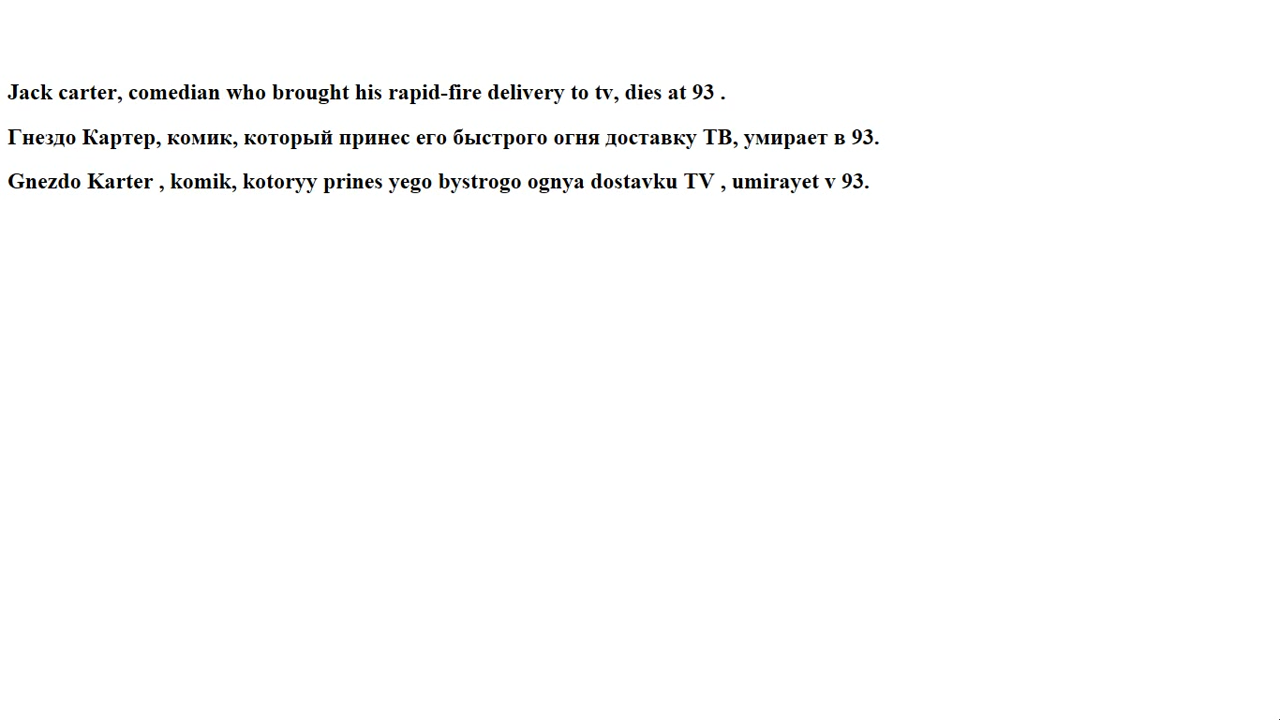 Jack carter, comedian who brought his rapid-fire delivery to tv, dies at 93 .
Гнездо Картер, комик, который принес его быстрого огня доставку ТВ, умирает в 93.
Gnezdo Karter , komik, kotoryy prines yego bystrogo ognya dostavku TV , umirayet v 93.